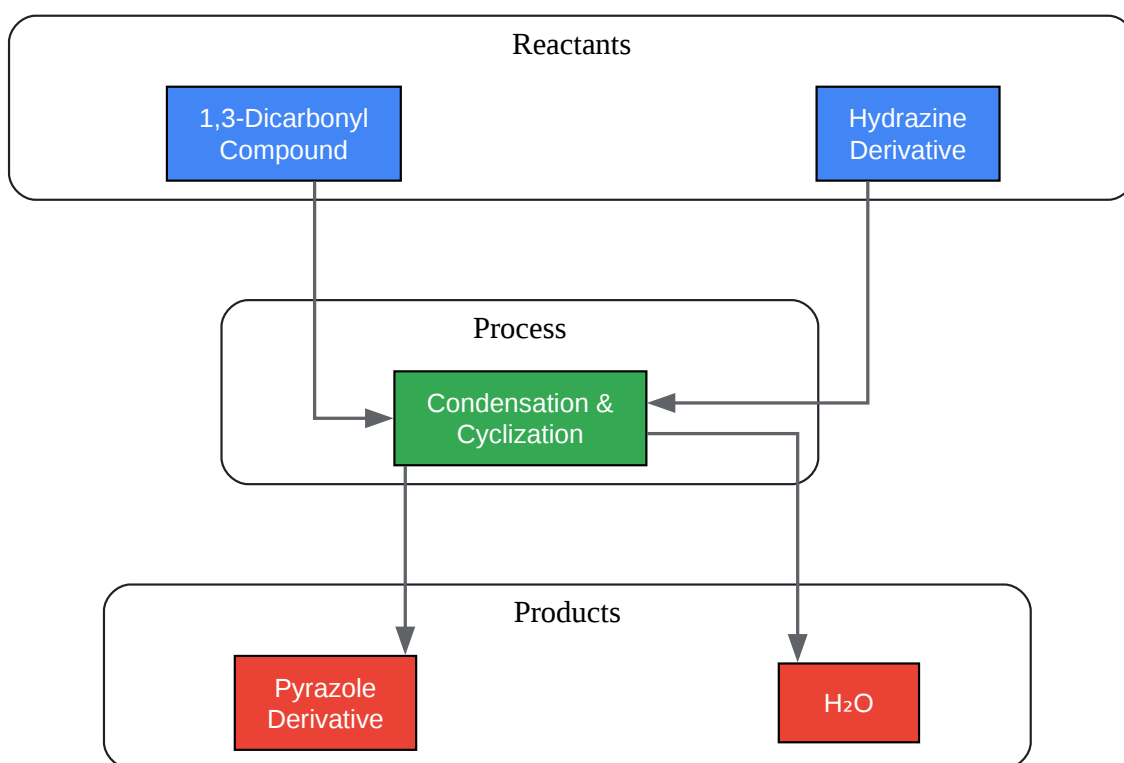 Reactants
1,3-Dicarbonyl
Compound
Hydrazine
Derivative
Process
Condensation &
Cyclization
Products
Pyrazole
Derivative
H₂O